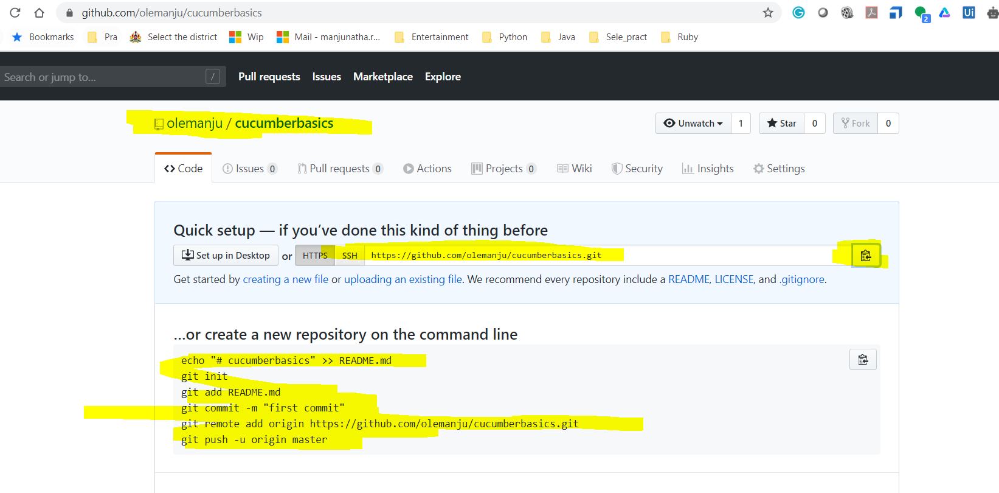 github.com/olemanju/cucumberbasics
2
Ui
Bookmarks Pra Select the district Wip Mail - manjunatha.r... Entertainment Python Java Sele_pract Ruby
Search or jump to... / Pull requests Issues Marketplace Explore
olemanju / cucumberbasics Unwatch 1 Star 0 Fork 0
Code Issues 0 Pull requests 0 Actions Projects 0 Wiki Security Insights Settings
Quick setup — if you’ve done this kind of thing before
Set up in Desktop or HTTPS SSH https://github.com/olemanju/cucumberbasics.git
Get started by creating a new file or uploading an existing file. We recommend every repository include a README, LICENSE, and .gitignore.
...or create a new repository on the command line
echo "# cucumberbasics" >> README.md
git init
git add README.md
git commit -m "first commit"
git remote add origin https://github.com/olemanju/cucumberbasics.git
git push -u origin master